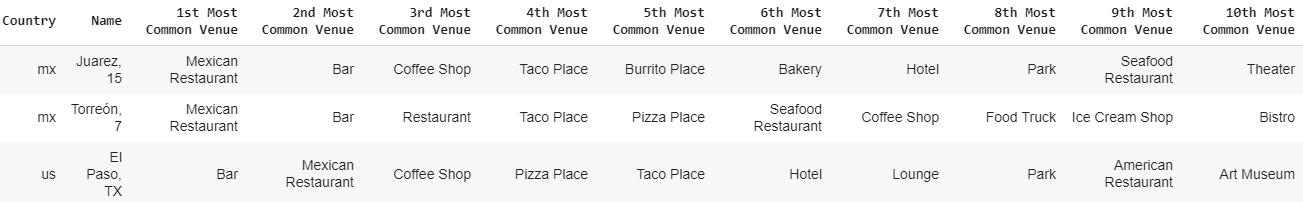 Country Name 1st Most Common Venue 2nd Most Common Venue 3rd Most Common Venue 4th Most Common Venue 5th Most Common Venue 6th Most Common Venue 7th Most Common Venue 8th Most Common Venue 9th Most Common Venue 10th Most Common Venue
mx Juarez, 15 Mexican Restaurant Bar Coffee Shop Taco Place Burrito Place Bakery Hotel Park Seafood Restaurant Theater
mx Torreón, 7 Mexican Restaurant Bar Restaurant Taco Place Pizza Place Seafood Restaurant Coffee Shop Food Truck Ice Cream Shop Bistro
us El Paso, TX Bar Mexican Restaurant Coffee Shop Pizza Place Taco Place Hotel Lounge Park American Restaurant Art Museum